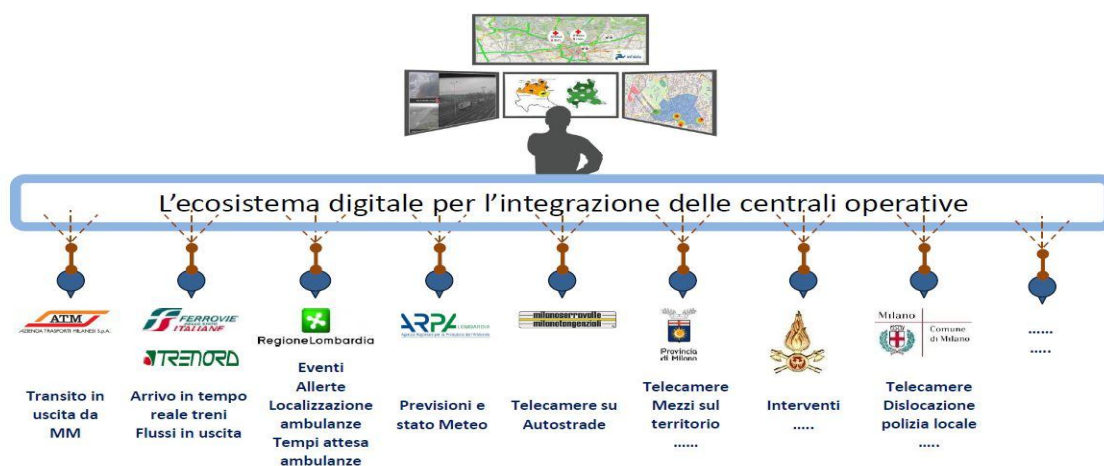 L'ecosistema digitale per l'integrazione delle centrali operative
ATM
AZIENDA TRASPORTI MILANESI S.p.A.
FERROVIE
DELLO STATO
ITALIANE
TRENORD
RegioneLombardia
ARPA LOMBARDIA
milanoserravalle
milanotangenziali
Provincia
di Milano
Milano
Comune
di Milano
Transito in
uscita da
MM
Arrivo in tempo
reale treni
Flussi in uscita
Eventi
Allerte
Localizzazione
ambulanze
Tempi attesa
ambulanze
Previsioni e
stato Meteo
Telecamere su
Autostrade
Telecamere
Mezzi sul
territorio
......
Interventi
.....
Telecamere
Dislocazione
polizia locale
.....
......
.....